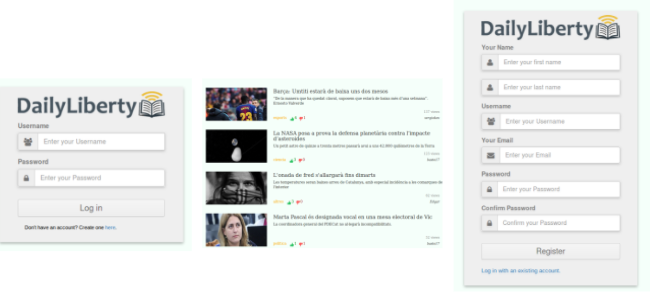 DailyLiberty
Username
Enter your Username
Password
Enter your Password
Log in
Don't have an account? Create one here.
Barça: Umtiti estarà de baixa uns dos mesos
La NASA posa a prova la defensa planetària contra l'impacte
d'asteroides
L'onada de fred s'allargarà fins dimarts
Marta Pascal és designada vocal en una mesa electoral de Vic
DailyLiberty
Your Name
Enter your first name
Enter your last name
Username
Enter your Username
Your Email
Enter your Email
Password
Enter your Password
Confirm Password
Confirm your Password
Register
Log in with an existing account